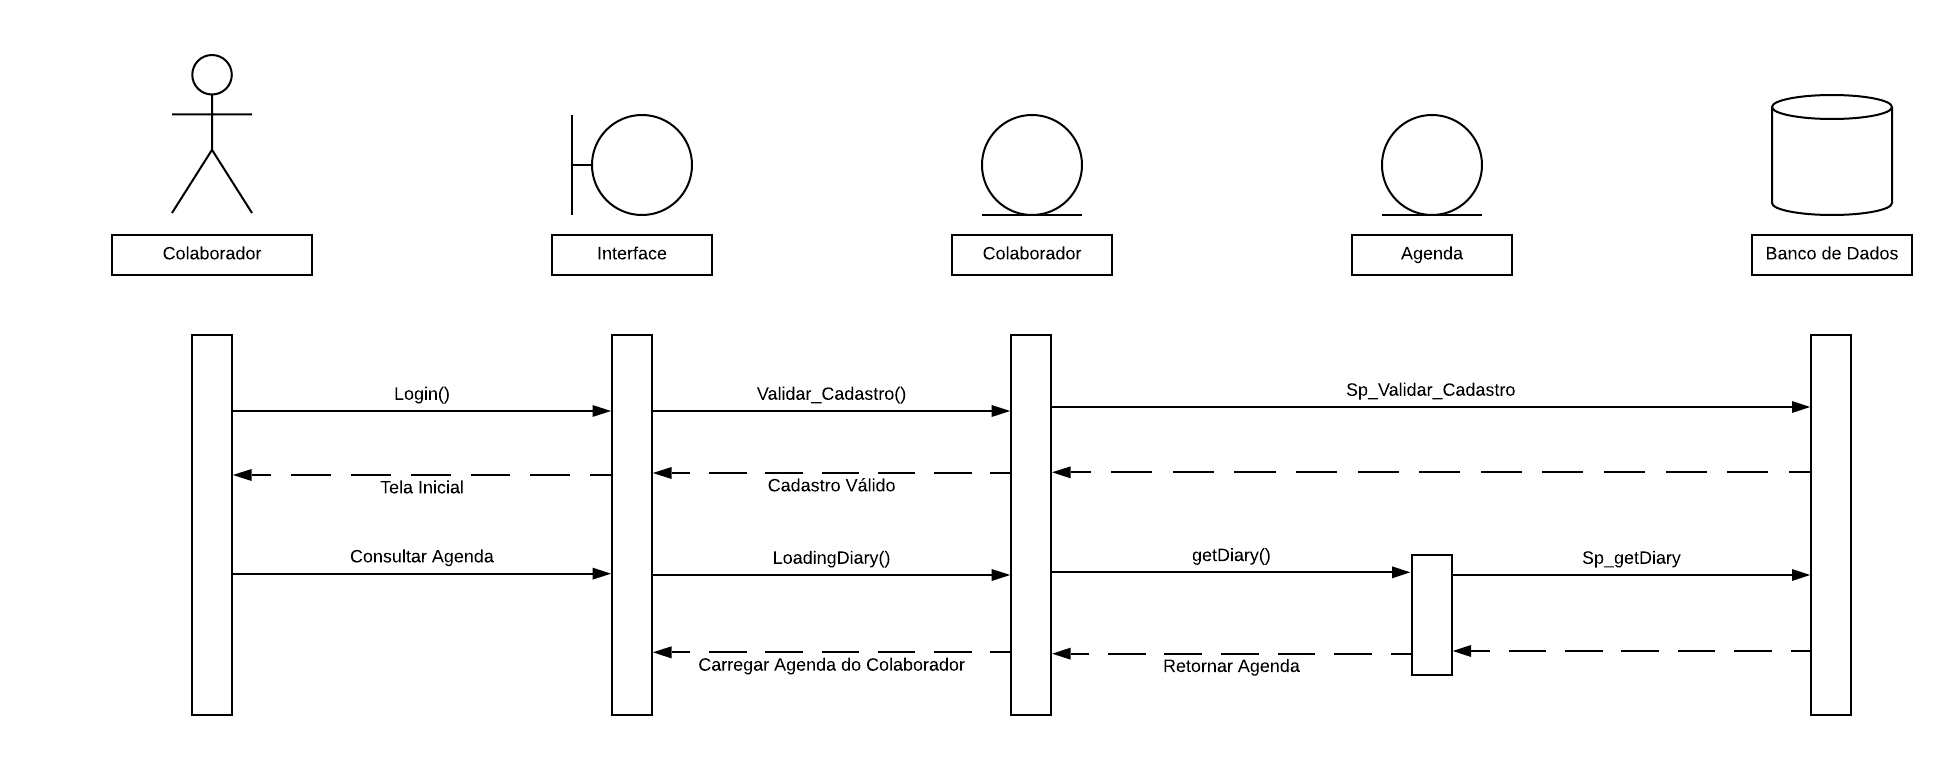 Colaborador
Interface
Colaborador
Agenda
Banco de Dados
Login()
Validar_Cadastro()
Sp_Validar_Cadastro
Tela Inicial
Cadastro Válido
Consultar Agenda
LoadingDiary()
getDiary()
Sp_getDiary
Carregar Agenda do Colaborador
Retornar Agenda